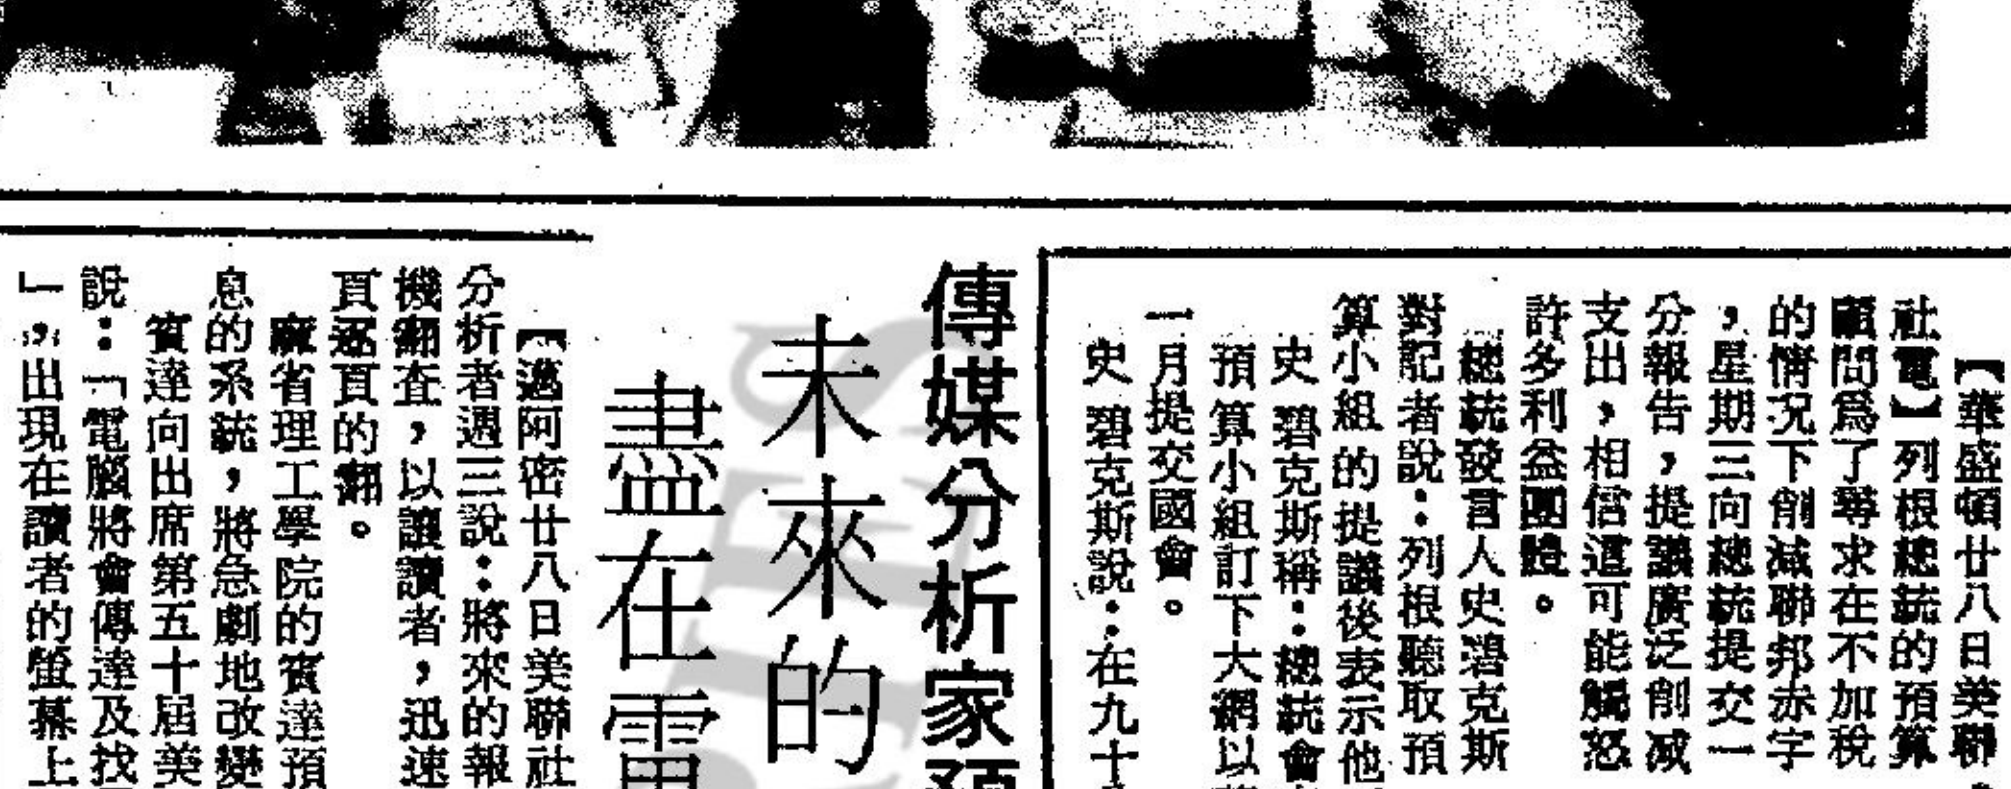 【華盛頓廿八日美聯
社電】列根總統的預算
顧問爲了尋求在不加稅
的情況下削減聯邦赤字
，星期三向總統提交一
分報告，提議廣泛削減
支出，相信這可能觸怒
許多利益團體。
總統發言人史碧克斯
對記者說：列根聽取預
算小組的提議後表示他
史碧克斯稱：總統會
預算小組訂下大網以
一月提交國會。
史碧克斯說：在九十
傳媒分析家預
未來的
盡在電
【邁阿密廿八日美聯社
分析者週三說：將來的報
機翻查，以讓讀者，迅速
頁逐頁的翻。
麻省理工學院的賓達預
息的系統，將急劇地改變
賓達向出席第五十屆美
說：「電腦將會傳達及找
」，出現在讀者的螢幕上